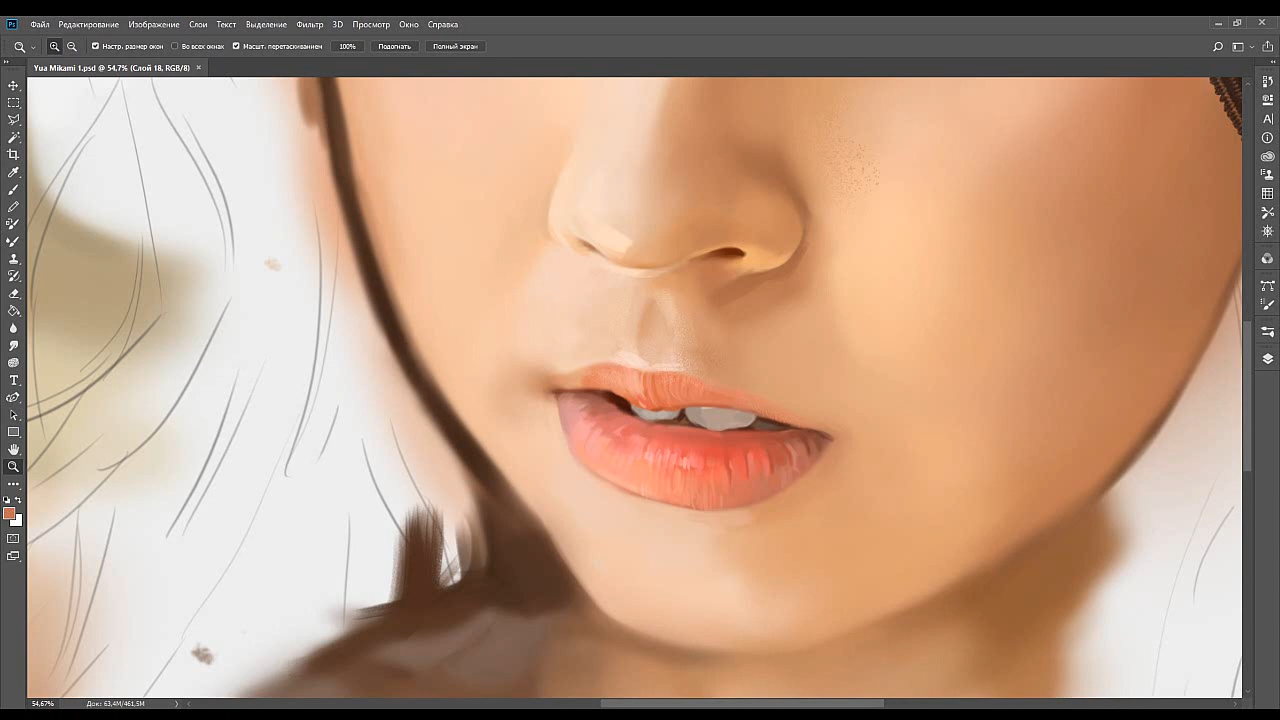 Ps Файл Редактирование Изображение Слои Текст Выделение Фильтр 3D Просмотр Окно Справка
Настр. размер окон Во всех окнах Масшт. перетаскиванием 100% Подогнать Полный экран
Yua Mikami 1.psd @ 54,7% (Слой 18, RGB/8) ×
54,67% Док: 63,4M/461,5M